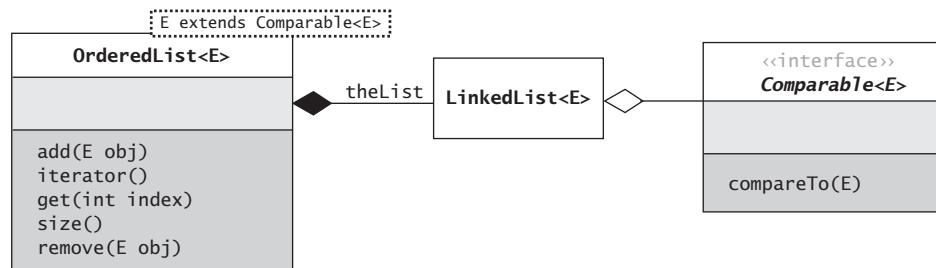 E extends Comparable<E>
OrderedList<E>
add(E obj)
iterator()
get(int index)
size()
remove(E obj)
theList
LinkedList<E>
‹‹interface››
Comparable<E>
compareTo(E)